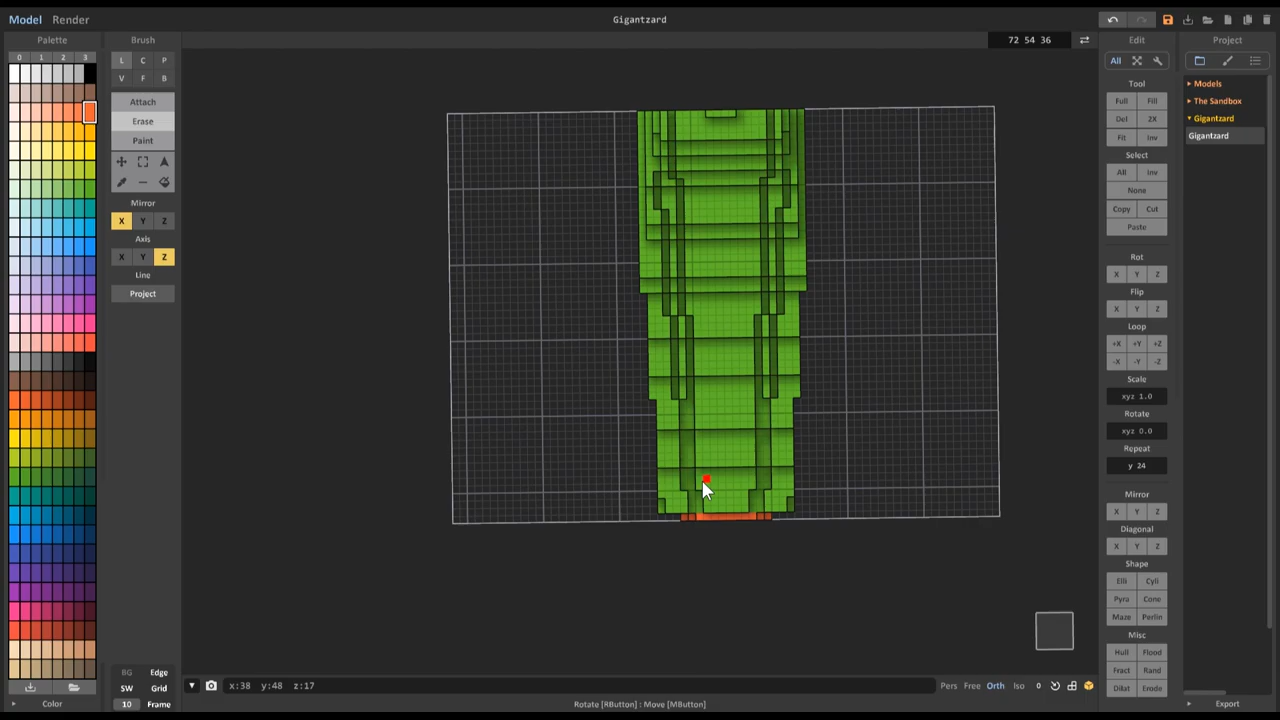 Model Render Gigantzard
Palette Brush 72 54 36 Edit Project
0 1 2 3
L C P
V F B
Attach
Erase
Paint
Mirror
X Y Z
Axis
X Y Z
Line
Project
BG Edge
SW Grid
10 Frame
Color
All
Tool
Full Fill
Del 2X
Fit Inv
Select
All Inv
None
Copy Cut
Paste
Rot
X Y Z
Flip
X Y Z
Loop
+X +Y +Z
-X -Y -Z
Scale
xyz 1.0
Rotate
xyz 0.0
Repeat
y 24
Mirror
X Y Z
Diagonal
X Y Z
Shape
Elli Cyli
Pyra Cone
Maze Perlin
Misc
Hull Flood
Fract Rand
Dilat Erode
Models
The Sandbox
Gigantzard
Gigantzard
Export
x:38 y:48 z:17
Pers Free Orth Iso 0
Rotate [RButton] : Move [MButton]